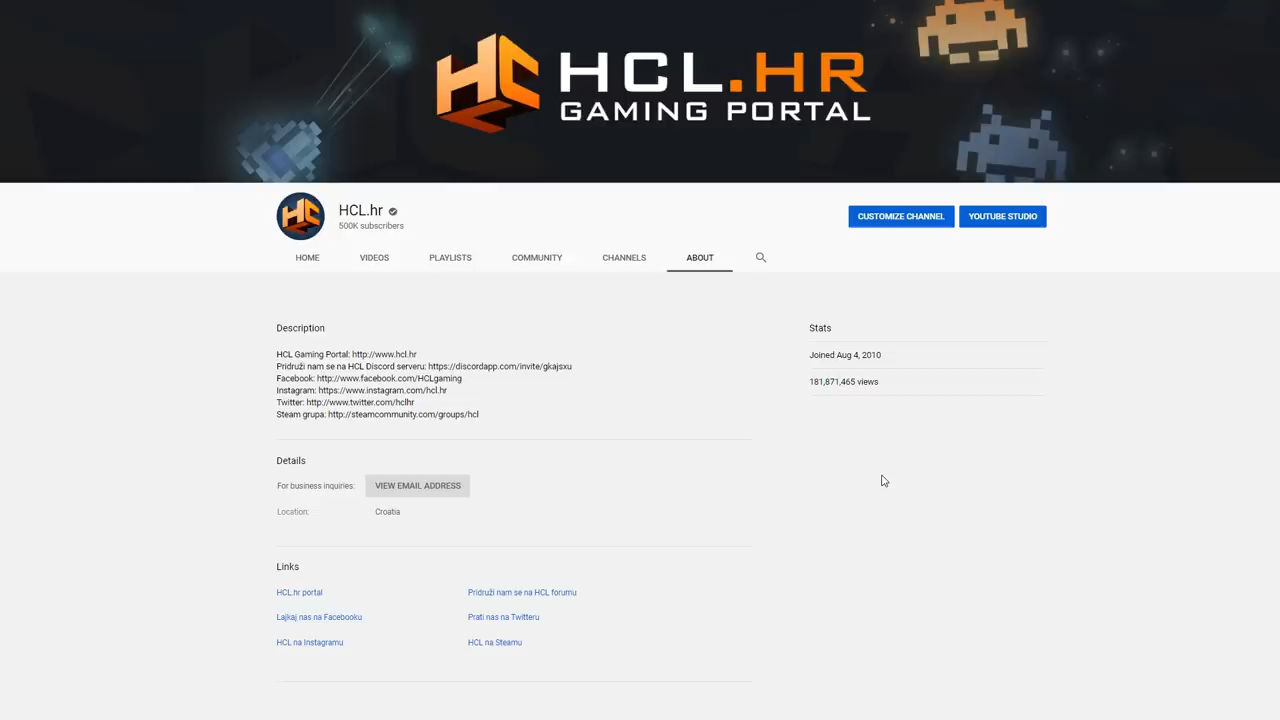 HCL.HR
GAMING PORTAL
HCL.hr
500K subscribers
CUSTOMIZE CHANNEL
YOUTUBE STUDIO
HOME
VIDEOS
PLAYLISTS
COMMUNITY
CHANNELS
ABOUT
Description
HCL Gaming Portal: http://www.hcl.hr
Pridruži nam se na HCL Discord serveru: https://discordapp.com/invite/gkajsxu
Facebook: http://www.facebook.com/HCLgaming
Instagram: https://www.instagram.com/hcl.hr
Twitter: http://www.twitter.com/hclhr
Steam grupa: http://steamcommunity.com/groups/hcl
Stats
Joined Aug 4, 2010
181,871,465 views
Details
For business inquiries:
VIEW EMAIL ADDRESS
Location:
Croatia
Links
HCL.hr portal
Pridruži nam se na HCL forumu
Lajkaj nas na Facebooku
Prati nas na Twitteru
HCL na Instagramu
HCL na Steamu